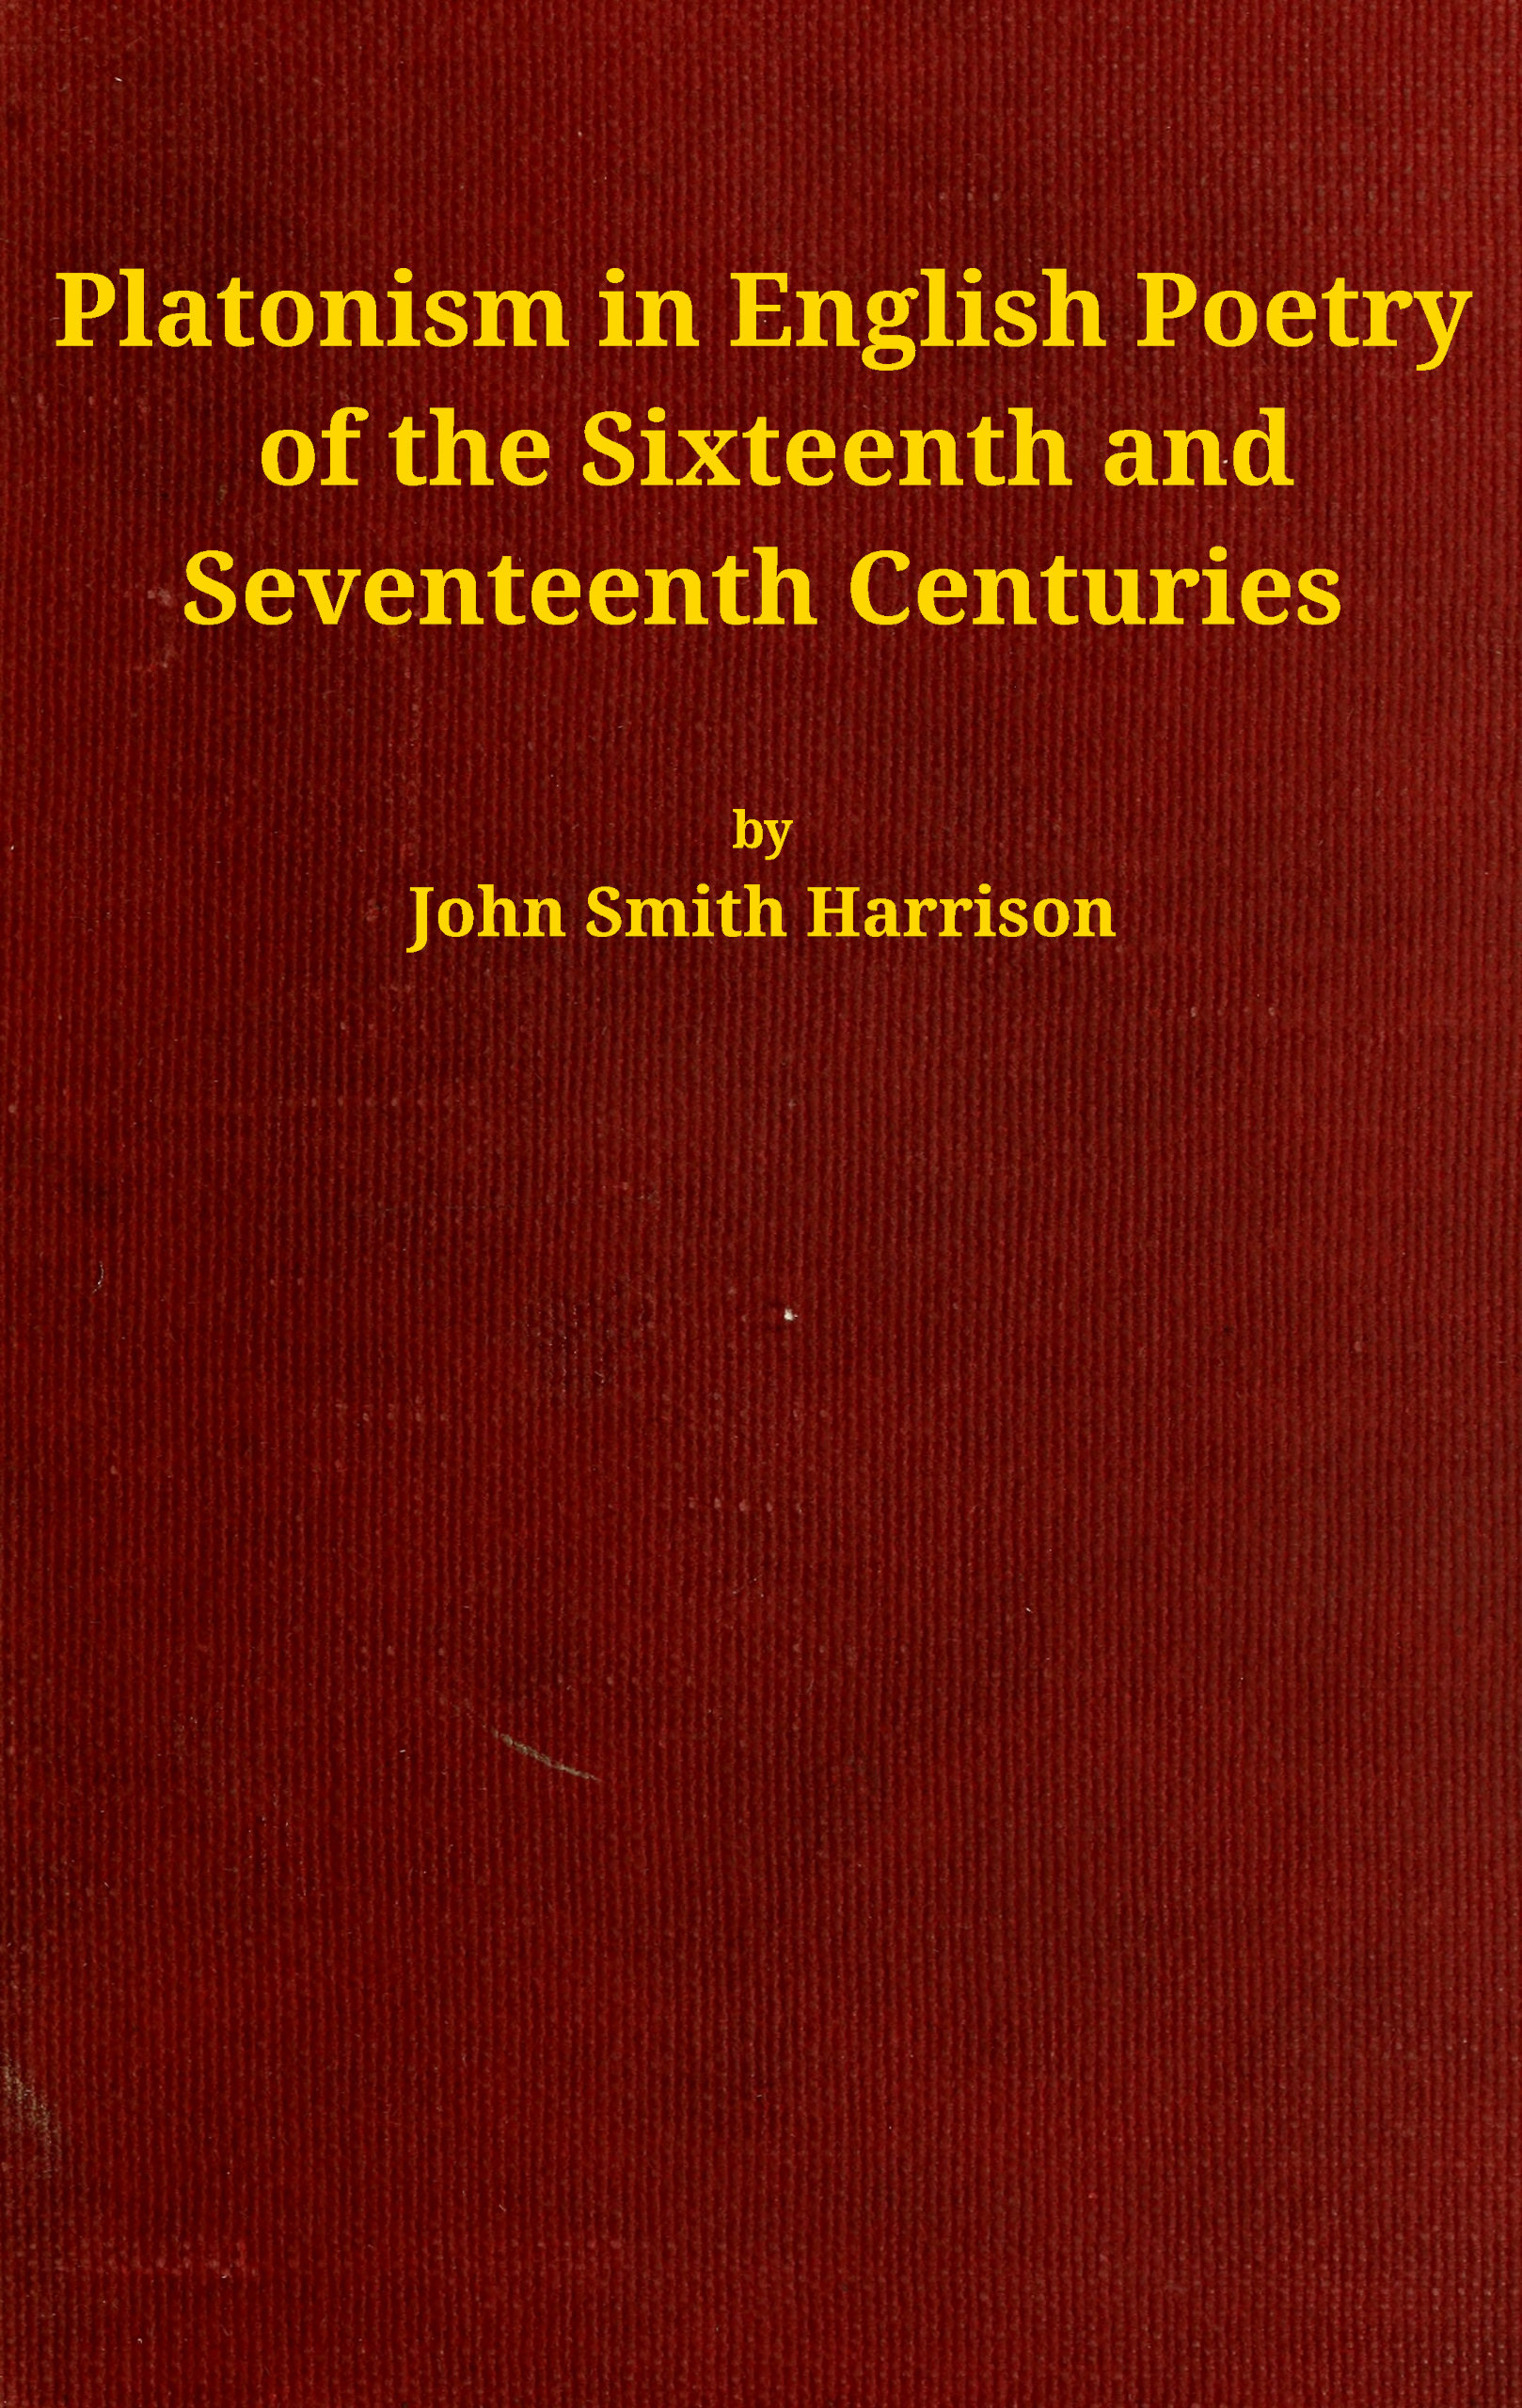 Platonism in English Poetry
of the Sixteenth and
Seventeenth Centuries
by
John Smith Harrison